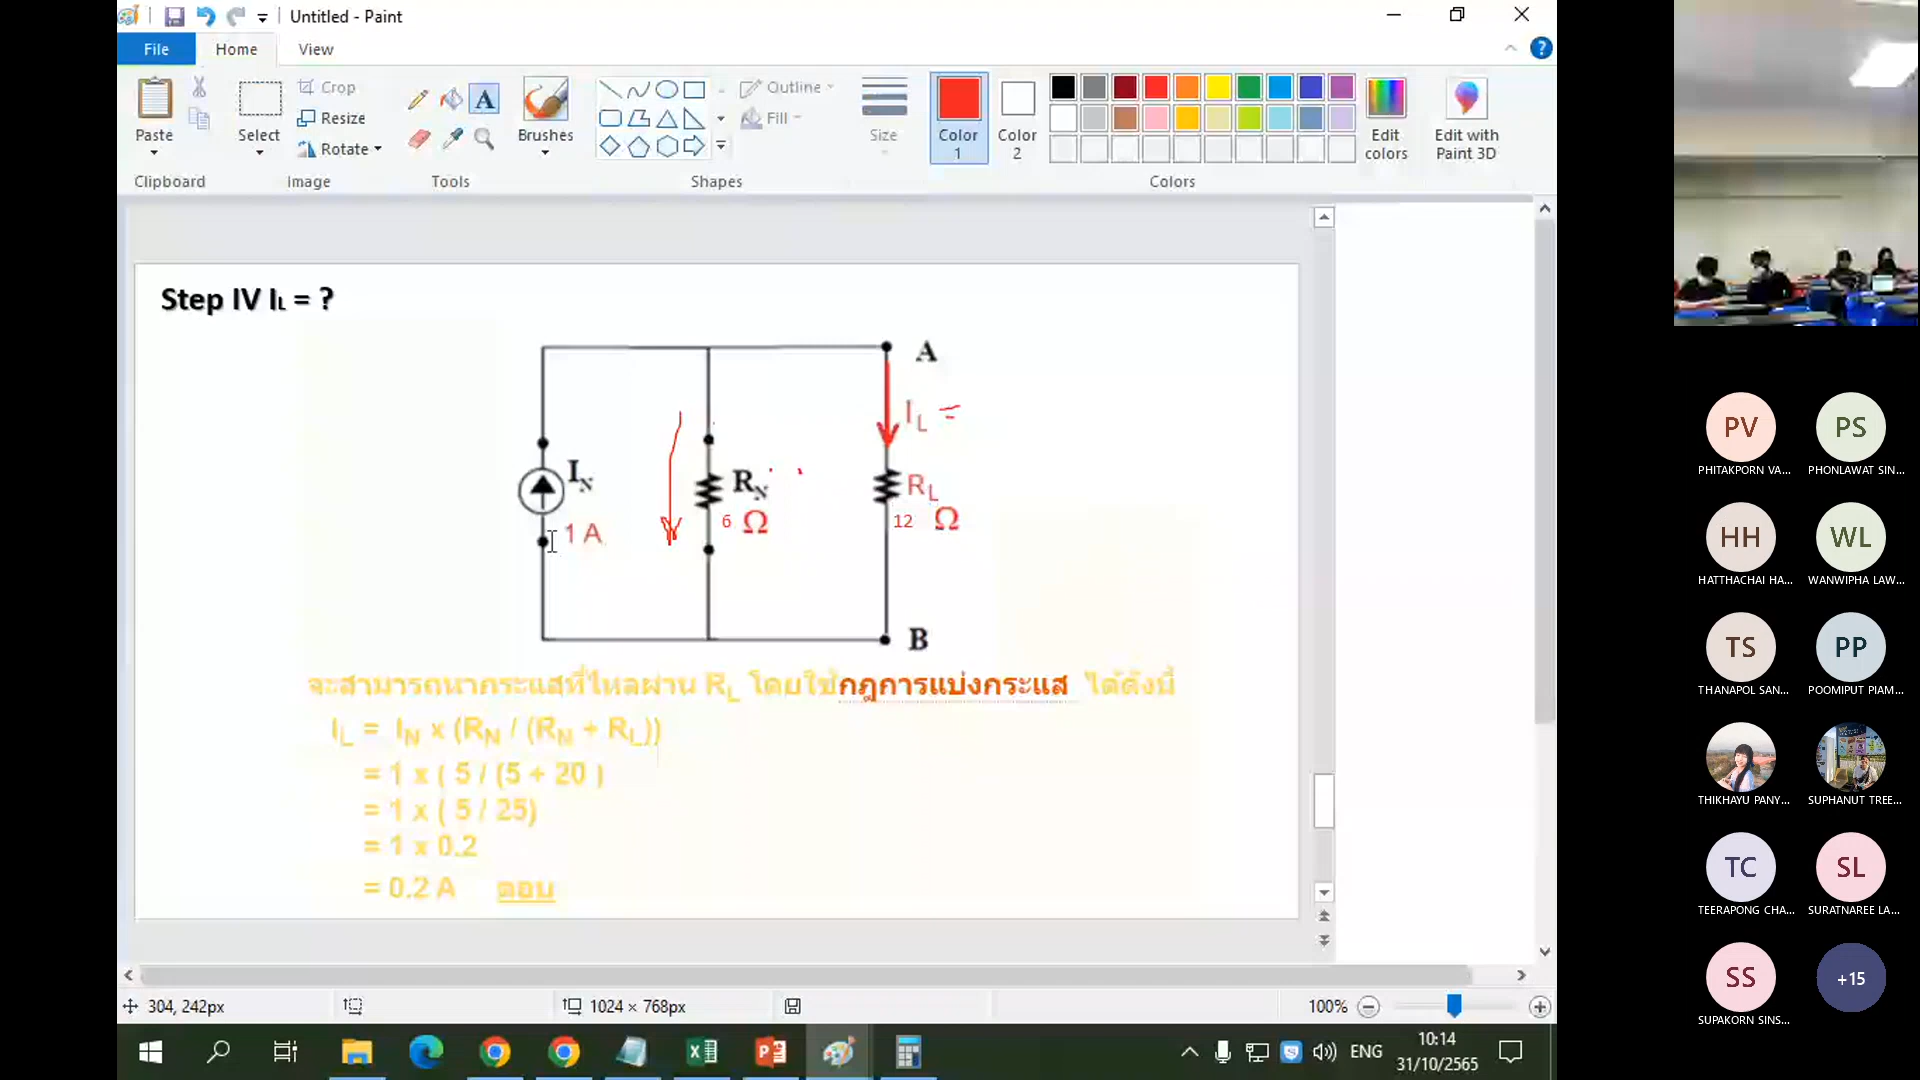 Untitled - Paint
File Home View
Paste
Select
Crop
Resize
Rotate
Brushes
Outline
Fill
Size
Color 1
Color 2
Edit colors
Edit with Paint 3D
Clipboard
Image
Tools
Shapes
Colors
Step IV IL = ?
A
IL =
IN
1 A
RN
6 Ω
RL
12 Ω
B
จะสามารถหากระแสที่ไหลผ่าน RL โดยใช้กฎการแบ่งกระแส ได้ดังนี้
IL = IN x (RN / (RN + RL))
= 1 x ( 5 / (5 + 20 )
= 1 x ( 5 / 25)
= 1 x 0.2
= 0.2 A ตอบ
304, 242px
1024 × 768px
100%
ENG
10:14
31/10/2565
PV
PHITAKPORN VA...
PS
PHONLAWAT SIN...
HH
HATTHACHAI HA...
WL
WANWIPHA LAW...
TS
THANAPOL SAN...
PP
POOMIPUT PIAM...
THIKHAYU PANY...
SUPHANUT TREE...
TC
TEERAPONG CHA...
SL
SURATNAREE LA...
SS
SUPAKORN SINS...
+15